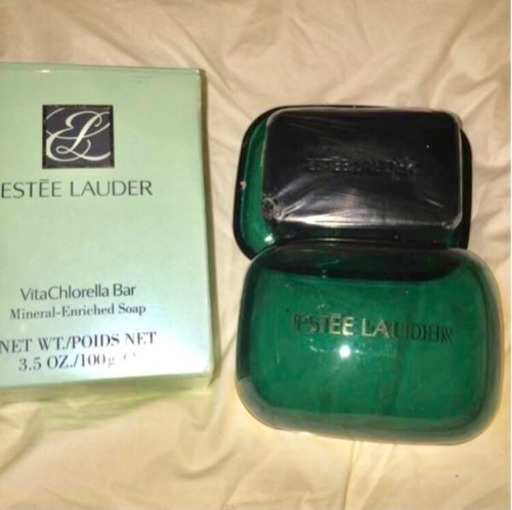 EL
ESTĒE LAUDER
VitaChlorella Bar
Mineral-Enriched Soap
NET WT./POIDS NET
3.5 OZ./100g
ESTĒE LAUDER
ESTĒE LAUDER